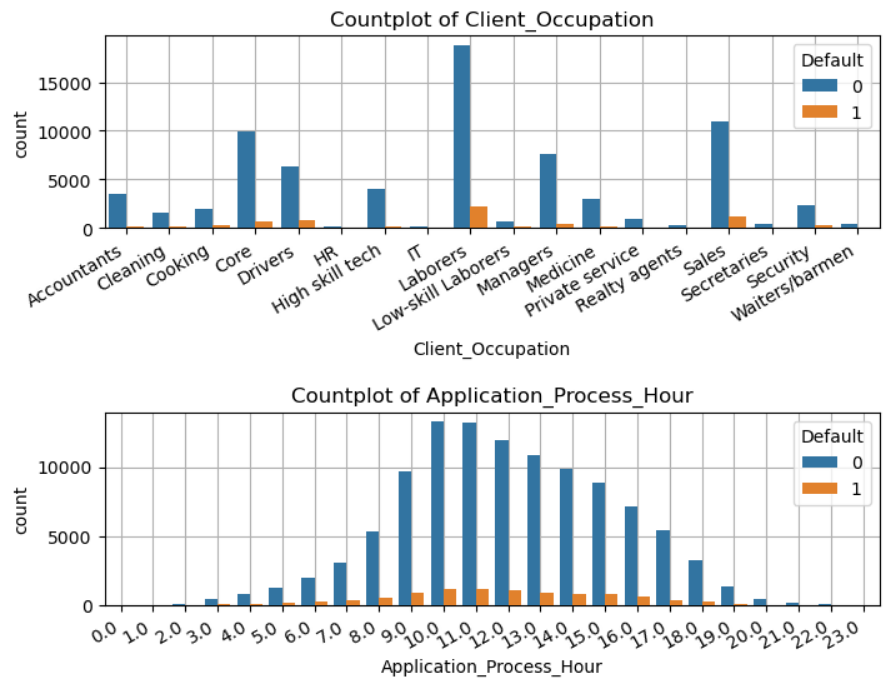 Countplot of Client_Occupation
count
15000
10000
5000
0
Default
0
1
Accountants
Cleaning
Cooking
Core
Drivers
HR
High skill tech
IT
Laborers
Low-skill Laborers
Managers
Medicine
Private service
Realty agents
Sales
Secretaries
Security
Waiters/barmen
Client_Occupation
Countplot of Application_Process_Hour
count
10000
5000
0
Default
0
1
0.0
1.0
2.0
3.0
4.0
5.0
6.0
7.0
8.0
9.0
10.0
11.0
12.0
13.0
14.0
15.0
16.0
17.0
18.0
19.0
20.0
21.0
22.0
23.0
Application_Process_Hour